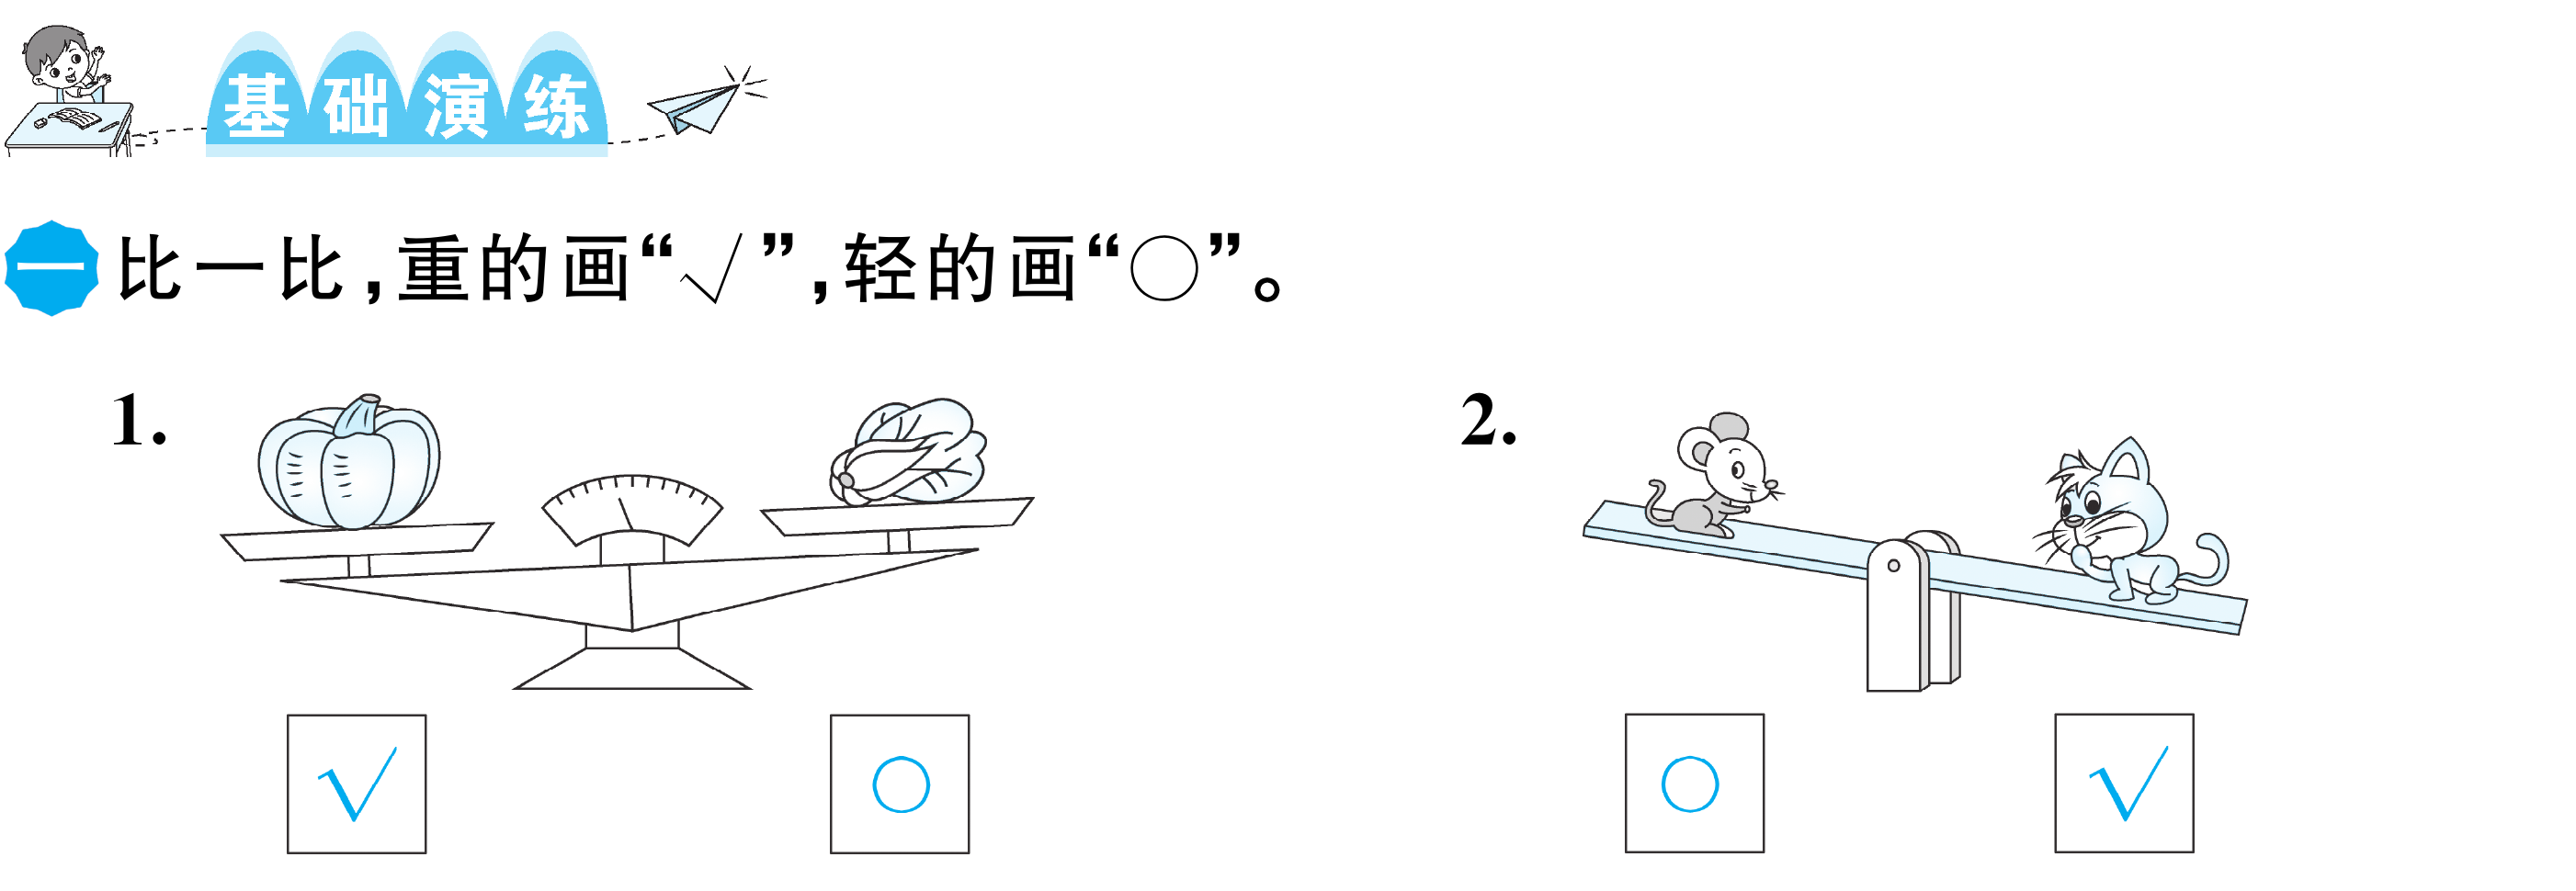 基础演练
一 比一比,重的画“√”,轻的画“○”。
1. 2.
√ ○ ○ √